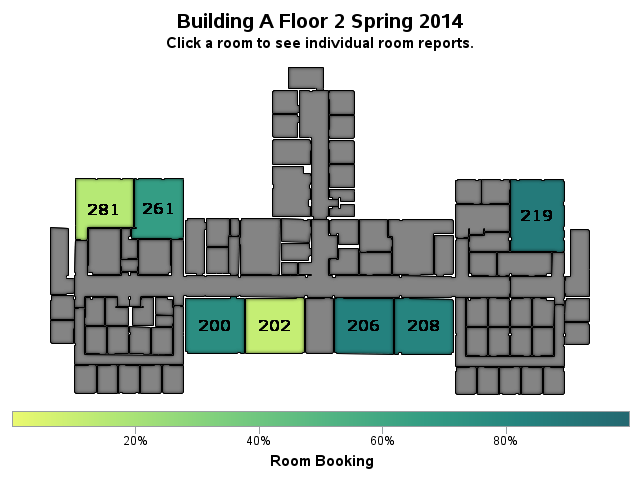 Building A Floor 2 Spring 2014
Click a room to see individual room reports.
281 261 219
200 202 206 208
20% 40% 60% 80%
Room Booking